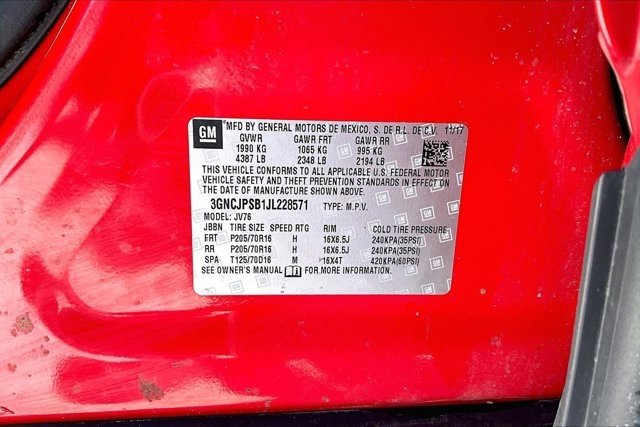 GM MFD BY GENERAL MOTORS DE MEXICO, S. DE R.L. DE C.V. 11/17
GVWR GAWR FRT GAWR RR
1990 KG 1065 KG 995 KG
4387 LB 2348 LB 2194 LB
THIS VEHICLE CONFORMS TO ALL APPLICABLE U.S. FEDERAL MOTOR
VEHICLE SAFETY AND THEFT PREVENTION STANDARDS IN EFFECT ON
THE DATE OF MANUFACTURE SHOWN ABOVE.
3GNCJPSB1JL228571 TYPE: M.P.V.
MODEL: JV76
JBBN TIRE SIZE SPEED RTG RIM COLD TIRE PRESSURE
FRT P205/70R16 H 16X6.5J 240KPA(35PSI)
RR P205/70R16 H 16X6.5J 240KPA(35PSI)
SPA T125/70D16 M 16X4T 420KPA(60PSI)
SEE OWNER'S MANUAL FOR MORE INFORMATION.